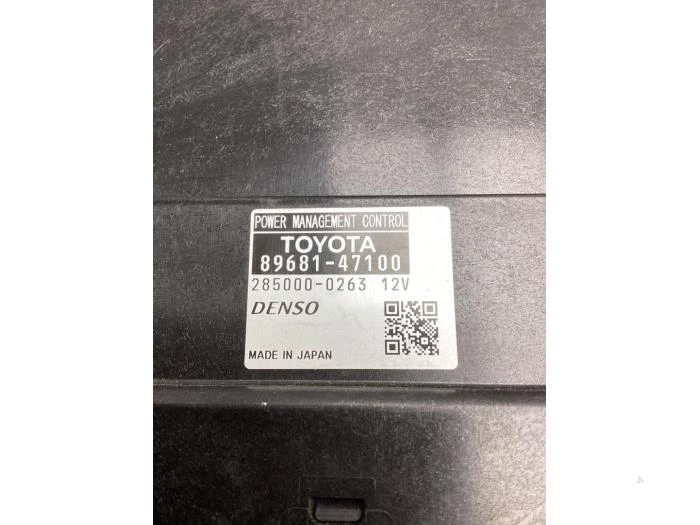 POWER MANAGEMENT CONTROL
TOYOTA
89681-47100
285000-0263 12V
DENSO
MADE IN JAPAN